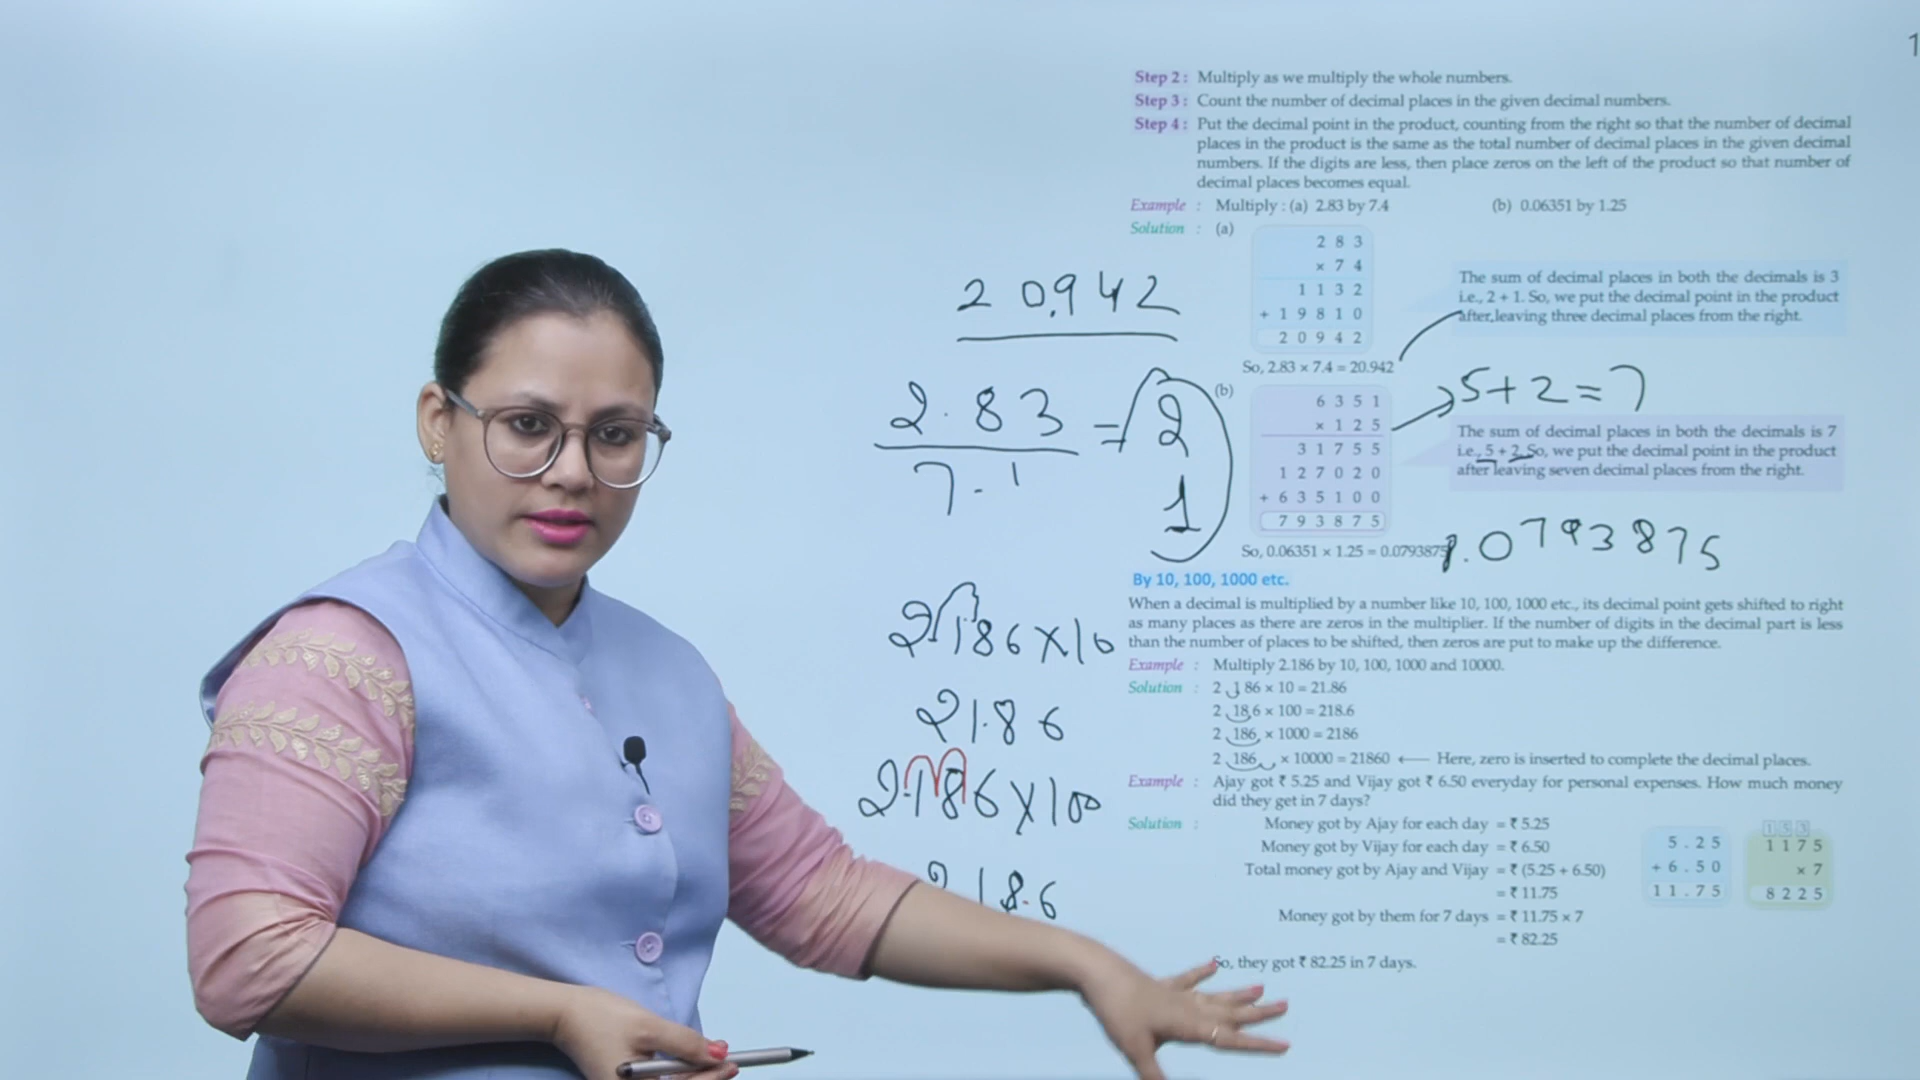 1
Step 2 : Multiply as we multiply the whole numbers.
Step 3 : Count the number of decimal places in the given decimal numbers.
Step 4 : Put the decimal point in the product, counting from the right so that the number of decimal
places in the product is the same as the total number of decimal places in the given decimal
numbers. If the digits are less, then place zeros on the left of the product so that number of
decimal places becomes equal.
Example : Multiply : (a) 2.83 by 7.4 (b) 0.06351 by 1.25
Solution : (a)
2 8 3
× 7 4
1 1 3 2
+ 1 9 8 1 0
2 0 9 4 2
The sum of decimal places in both the decimals is 3
i.e., 2 + 1. So, we put the decimal point in the product
after leaving three decimal places from the right.
So, 2.83 × 7.4 = 20.942
(b)
6 3 5 1
× 1 2 5
3 1 7 5 5
1 2 7 0 2 0
+ 6 3 5 1 0 0
7 9 3 8 7 5
5+2=7
The sum of decimal places in both the decimals is 7
i.e., 5 + 2. So, we put the decimal point in the product
after leaving seven decimal places from the right.
So, 0.06351 × 1.25 = 0.0793875
.0793875
20.942
2.83 = 2
7. 1
2.186×10
21.86
2.186×100
218.6
By 10, 100, 1000 etc.
When a decimal is multiplied by a number like 10, 100, 1000 etc., its decimal point gets shifted to right
as many places as there are zeros in the multiplier. If the number of digits in the decimal part is less
than the number of places to be shifted, then zeros are put to make up the difference.
Example : Multiply 2.186 by 10, 100, 1000 and 10000.
Solution : 2 1 86 × 10 = 21.86
2 18 6 × 100 = 218.6
2 186 × 1000 = 2186
2 186 × 10000 = 21860 ← Here, zero is inserted to complete the decimal places.
Example : Ajay got ₹ 5.25 and Vijay got ₹ 6.50 everyday for personal expenses. How much money
did they get in 7 days?
Solution : Money got by Ajay for each day = ₹ 5.25
Money got by Vijay for each day = ₹ 6.50
Total money got by Ajay and Vijay = ₹ (5.25 + 6.50)
= ₹ 11.75
Money got by them for 7 days = ₹ 11.75 × 7
= ₹ 82.25
So, they got ₹ 82.25 in 7 days.
5 . 2 5
+ 6 . 5 0
1 1 . 7 5
1 5 3
1 1 7 5
× 7
8 2 2 5